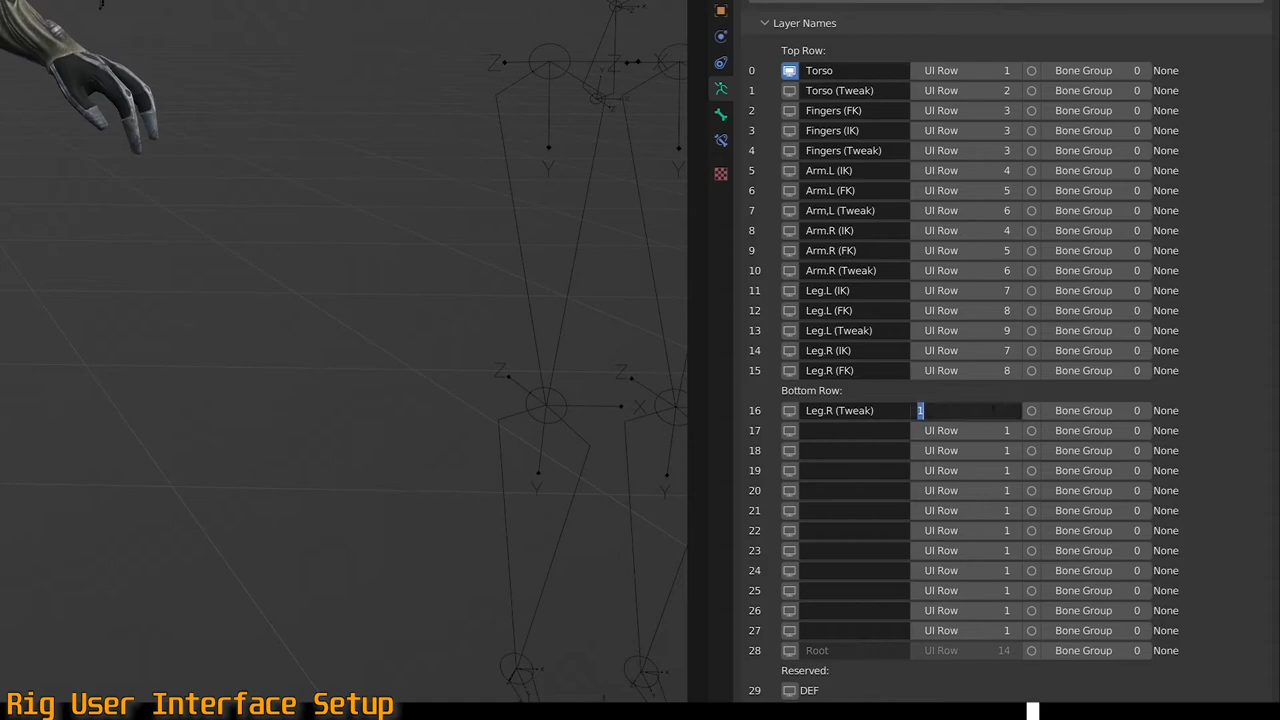 Layer Names
Top Row:
0 Torso UI Row 1 Bone Group 0 None
1 Torso (Tweak) UI Row 2 Bone Group 0 None
2 Fingers (FK) UI Row 3 Bone Group 0 None
3 Fingers (IK) UI Row 3 Bone Group 0 None
4 Fingers (Tweak) UI Row 3 Bone Group 0 None
5 Arm.L (IK) UI Row 4 Bone Group 0 None
6 Arm.L (FK) UI Row 5 Bone Group 0 None
7 Arm,L (Tweak) UI Row 6 Bone Group 0 None
8 Arm.R (IK) UI Row 4 Bone Group 0 None
9 Arm.R (FK) UI Row 5 Bone Group 0 None
10 Arm.R (Tweak) UI Row 6 Bone Group 0 None
11 Leg.L (IK) UI Row 7 Bone Group 0 None
12 Leg.L (FK) UI Row 8 Bone Group 0 None
13 Leg.L (Tweak) UI Row 9 Bone Group 0 None
14 Leg.R (IK) UI Row 7 Bone Group 0 None
15 Leg.R (FK) UI Row 8 Bone Group 0 None
Bottom Row:
16 Leg.R (Tweak) 1 Bone Group 0 None
17 UI Row 1 Bone Group 0 None
18 UI Row 1 Bone Group 0 None
19 UI Row 1 Bone Group 0 None
20 UI Row 1 Bone Group 0 None
21 UI Row 1 Bone Group 0 None
22 UI Row 1 Bone Group 0 None
23 UI Row 1 Bone Group 0 None
24 UI Row 1 Bone Group 0 None
25 UI Row 1 Bone Group 0 None
26 UI Row 1 Bone Group 0 None
27 UI Row 1 Bone Group 0 None
28 Root UI Row 14 Bone Group 0 None
Reserved:
29 DEF
Z Z X
Y Y
Z Z X
Y Y
Rig User Interface Setup